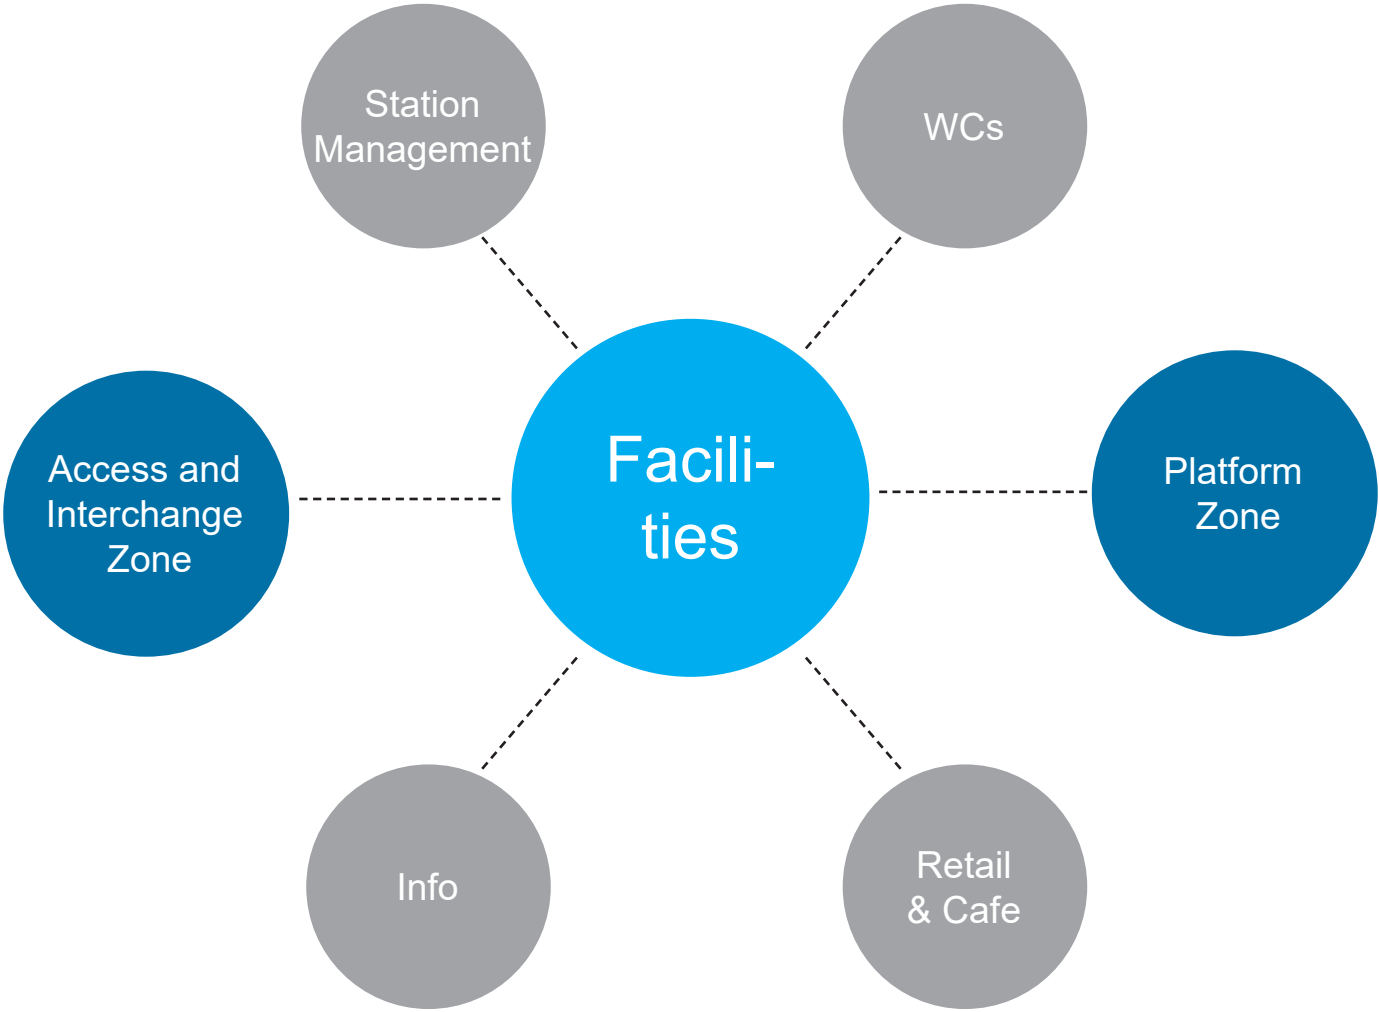 Station
Management
WCs
Facili-
ties
Access and
Interchange
Zone
Platform
Zone
Info
Retail
& Cafe